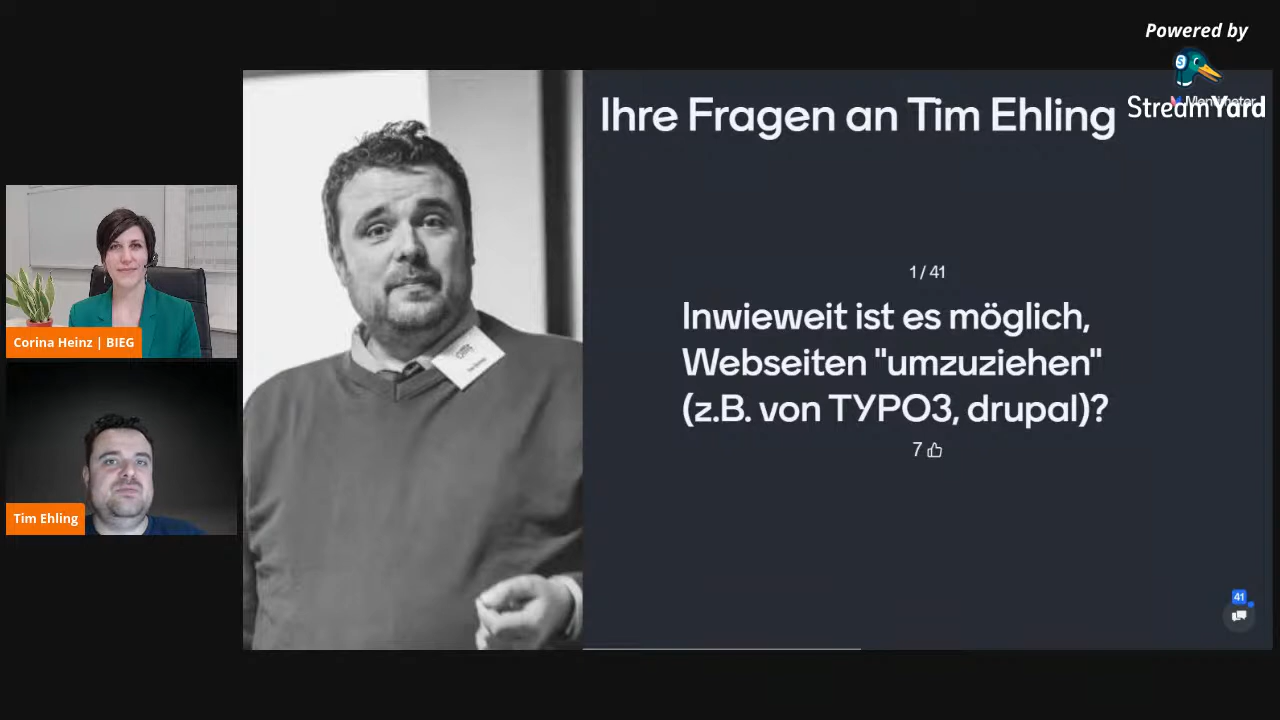 Powered by
StreamYard
Ihre Fragen an Tim Ehling
1 / 41
Inwieweit ist es möglich,
Webseiten "umzuziehen"
(z.B. von TYPO3, drupal)?
7
41
Corina Heinz | BIEG
Tim Ehling